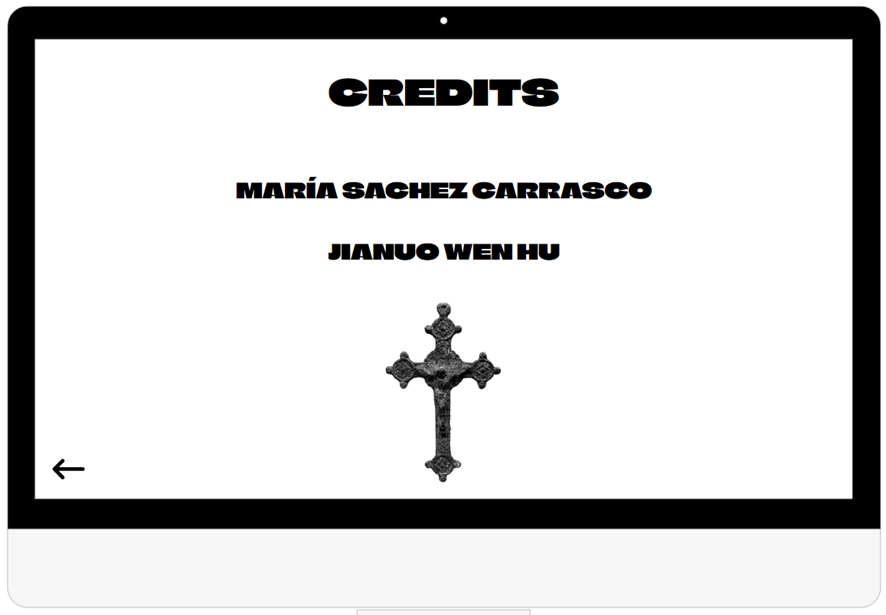 CREDITS
MARÍA SACHEZ CARRASCO
JIANUO WEN HU